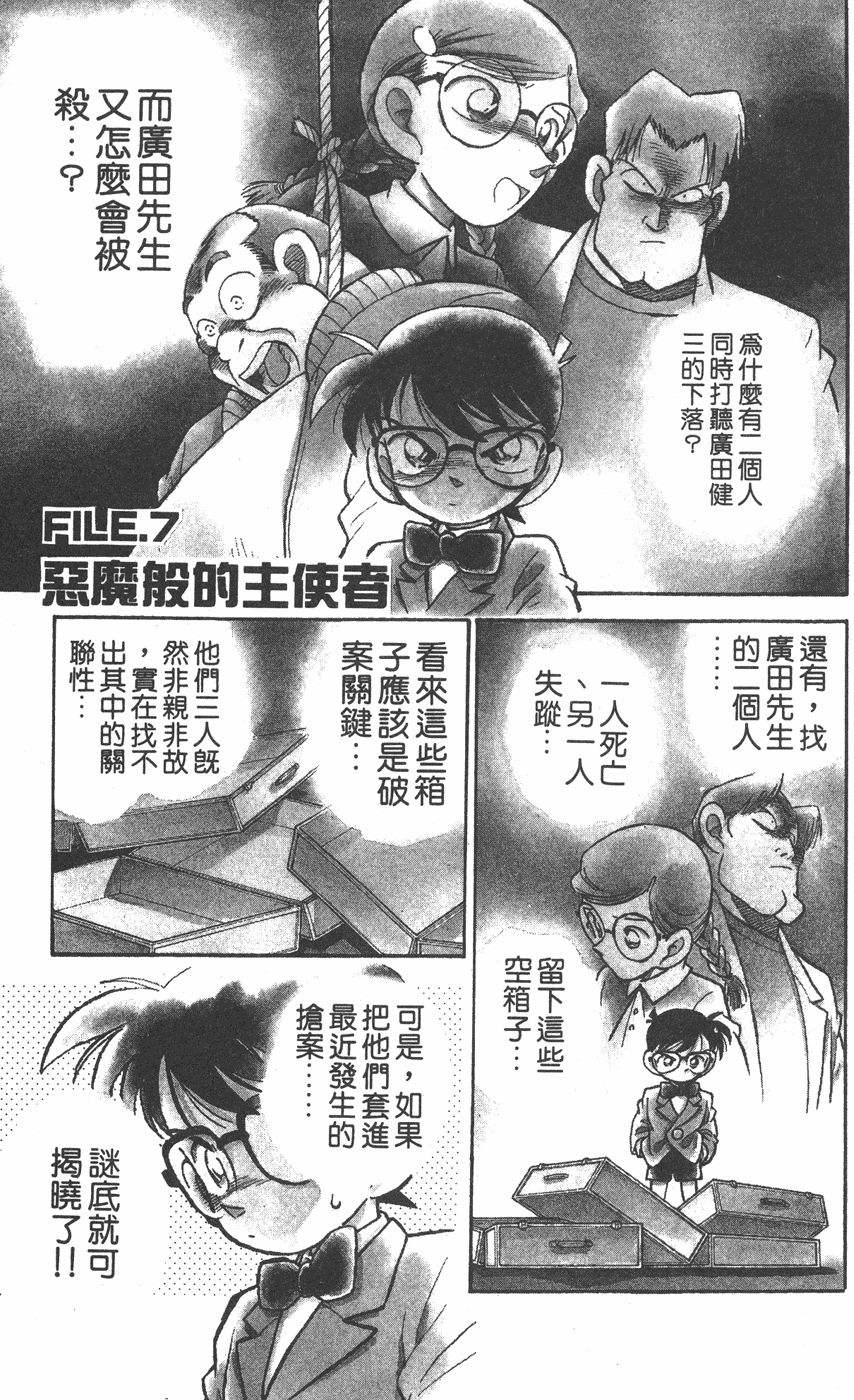 為什麼有二個人
同時打聽廣田健
三的下落?
而廣田先生
又怎麼會被
殺…?
FILE.7
惡魔般的主使者
還有,找
廣田先生
的二個人
……
一人死亡
、另一人
失蹤…
留下這些
空箱子…
看來這些箱
子應該是破
案關鍵…
他們三人既
然非親非故
,實在找不
出其中的關
聯性…
可是,如果
把他們套進
最近發生的
搶案……
謎底就可
揭曉了!!